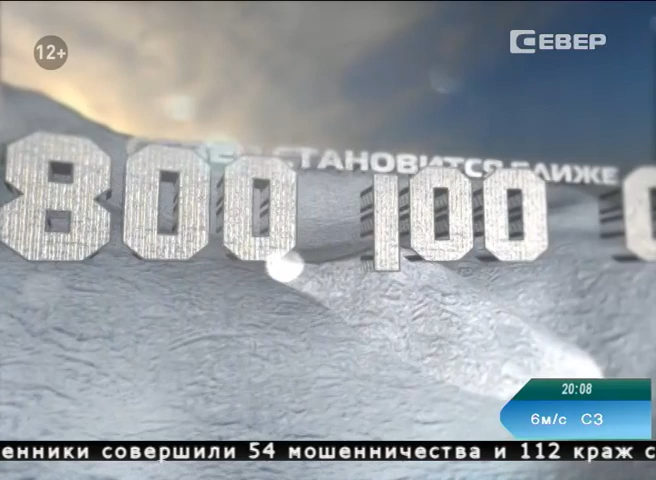 12+
СЕВЕР
СТАНОВИТСЯ БЛИЖЕ
800 100
20:08
6м/с СЗ
енники совершили 54 мошенничества и 112 краж с